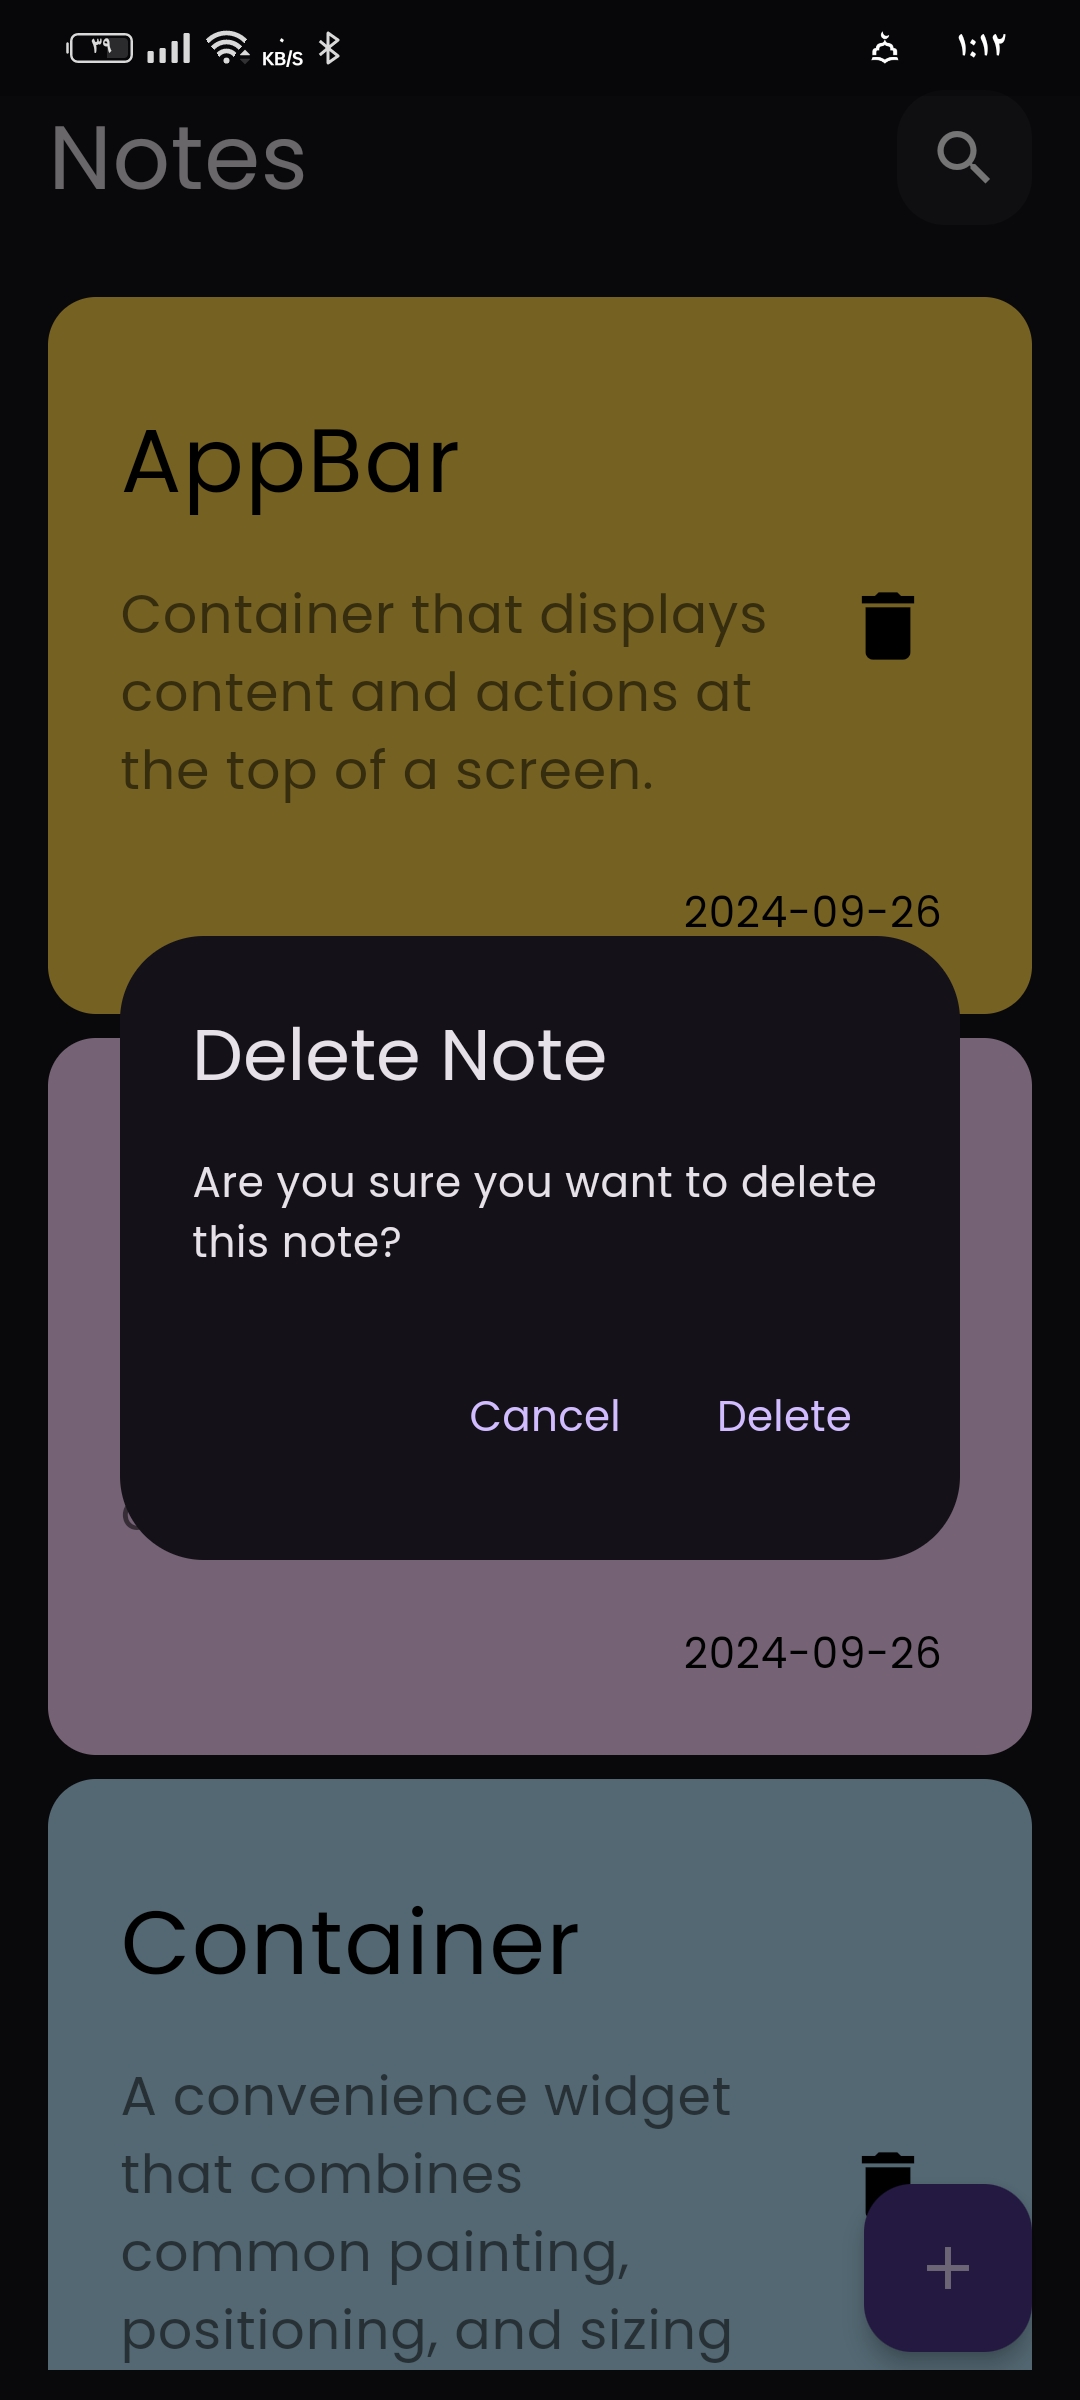 ٣٩
KB/S
١:١٢
Notes
AppBar
Container that displays
content and actions at
the top of a screen.
2024-09-26
Delete Note
Are you sure you want to delete
this note?
Cancel
Delete
2024-09-26
Container
A convenience widget
that combines
common painting,
positioning, and sizing